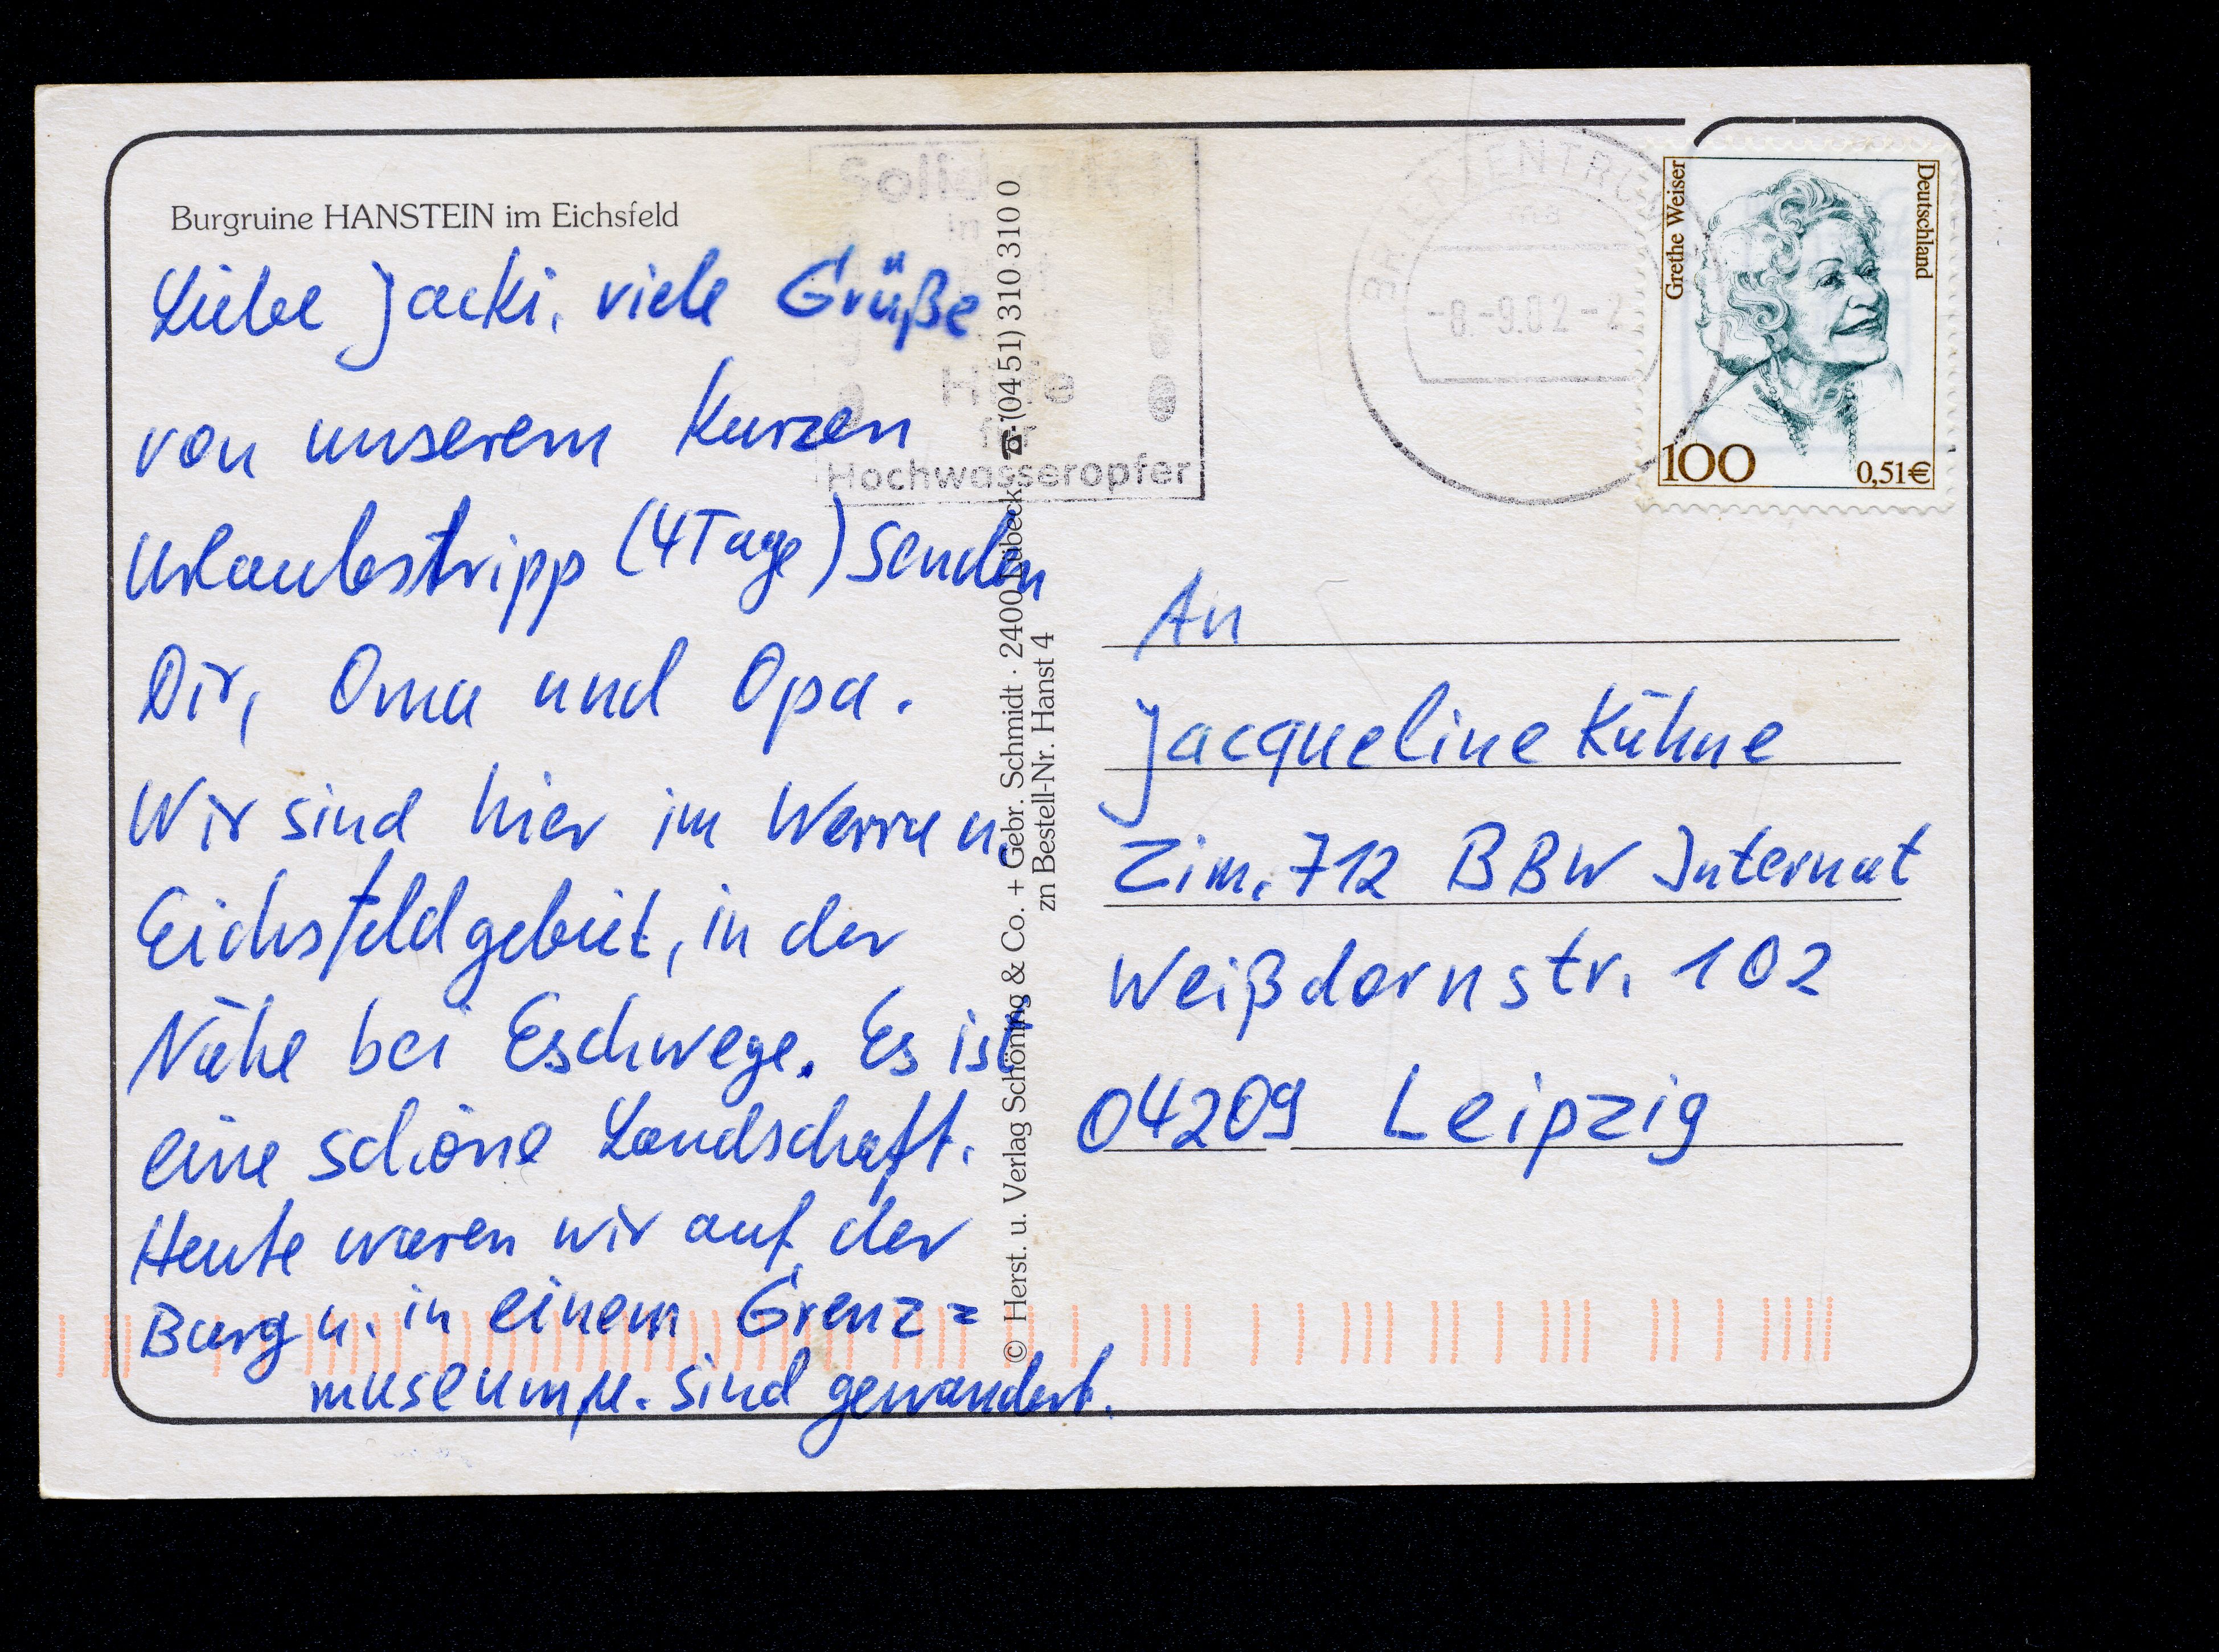 Burgruine HANSTEIN im Eichsfeld
Liebe Jacki, viele Grüße
von unserem kurzen
Urlaubstripp (4 Tage) senden
Dir, Oma und Opa.
Wir sind hier im Werra u.
Eichsfeldgebiet, in der
Nähe bei Eschwege. Es ist
eine schöne Landschaft.
Heute waren wir auf der
Burg u. in einem Grenz=
museum u. sind gewandert.
© Herst. u. Verlag Schöning & Co. + Gebr. Schmidt · 2400 Lübeck · ☎ (0451) 310 310 0
zn Bestell-Nr. Hanst 4
in
Hilfe
für
Hochwasseropfer
BRIEFZENTRUM
-8.-9.02-2
Grethe Weiser
Deutschland
100
0,51€
An
Jacqueline Kühne
Zim. 712 BBW Internat
Weißdornstr. 102
04209 Leipzig